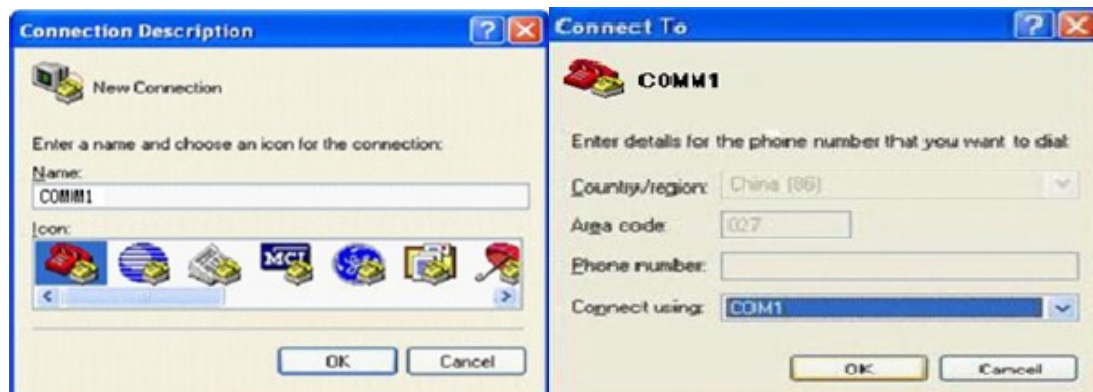 Connection Description
New Connection
Enter a name and choose an icon for the connection:
Name:
COMM1
Icon:
MCI
OK Cancel
Connect To
COMM1
Enter details for the phone number that you want to dial:
Country/region: China (86)
Area code: 027
Phone number:
Connect using: COM1
OK Cancel